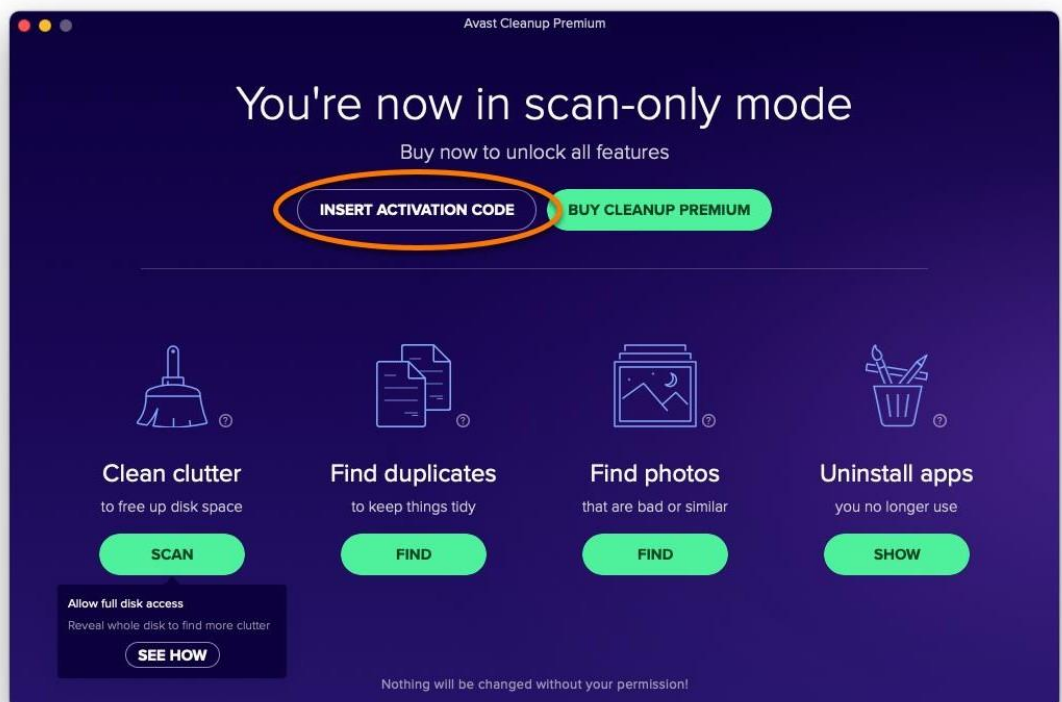 Avast Cleanup Premium
You're now in scan-only mode
Buy now to unlock all features
INSERT ACTIVATION CODE
BUY CLEANUP PREMIUM
Clean clutter
to free up disk space
SCAN
Find duplicates
to keep things tidy
FIND
Find photos
that are bad or similar
FIND
Uninstall apps
you no longer use
SHOW
Allow full disk access
Reveal whole disk to find more clutter
SEE HOW
Nothing will be changed without your permission!